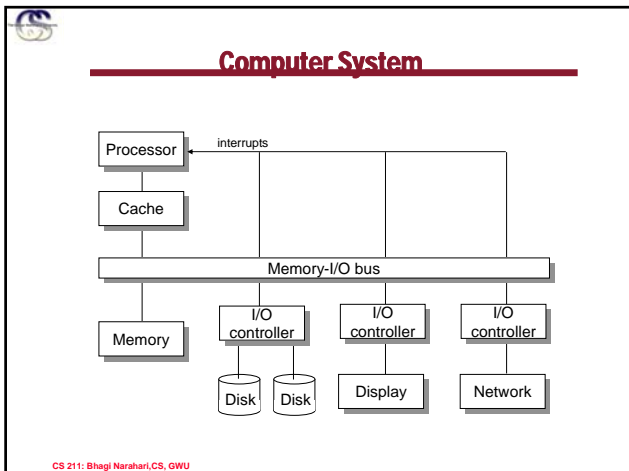 Computer System
interrupts
Processor
Cache
Memory-I/O bus
Memory
I/O
controller
I/O
controller
I/O
controller
Disk
Disk
Display
Network
CS 211: Bhagi Narahari,CS, GWU